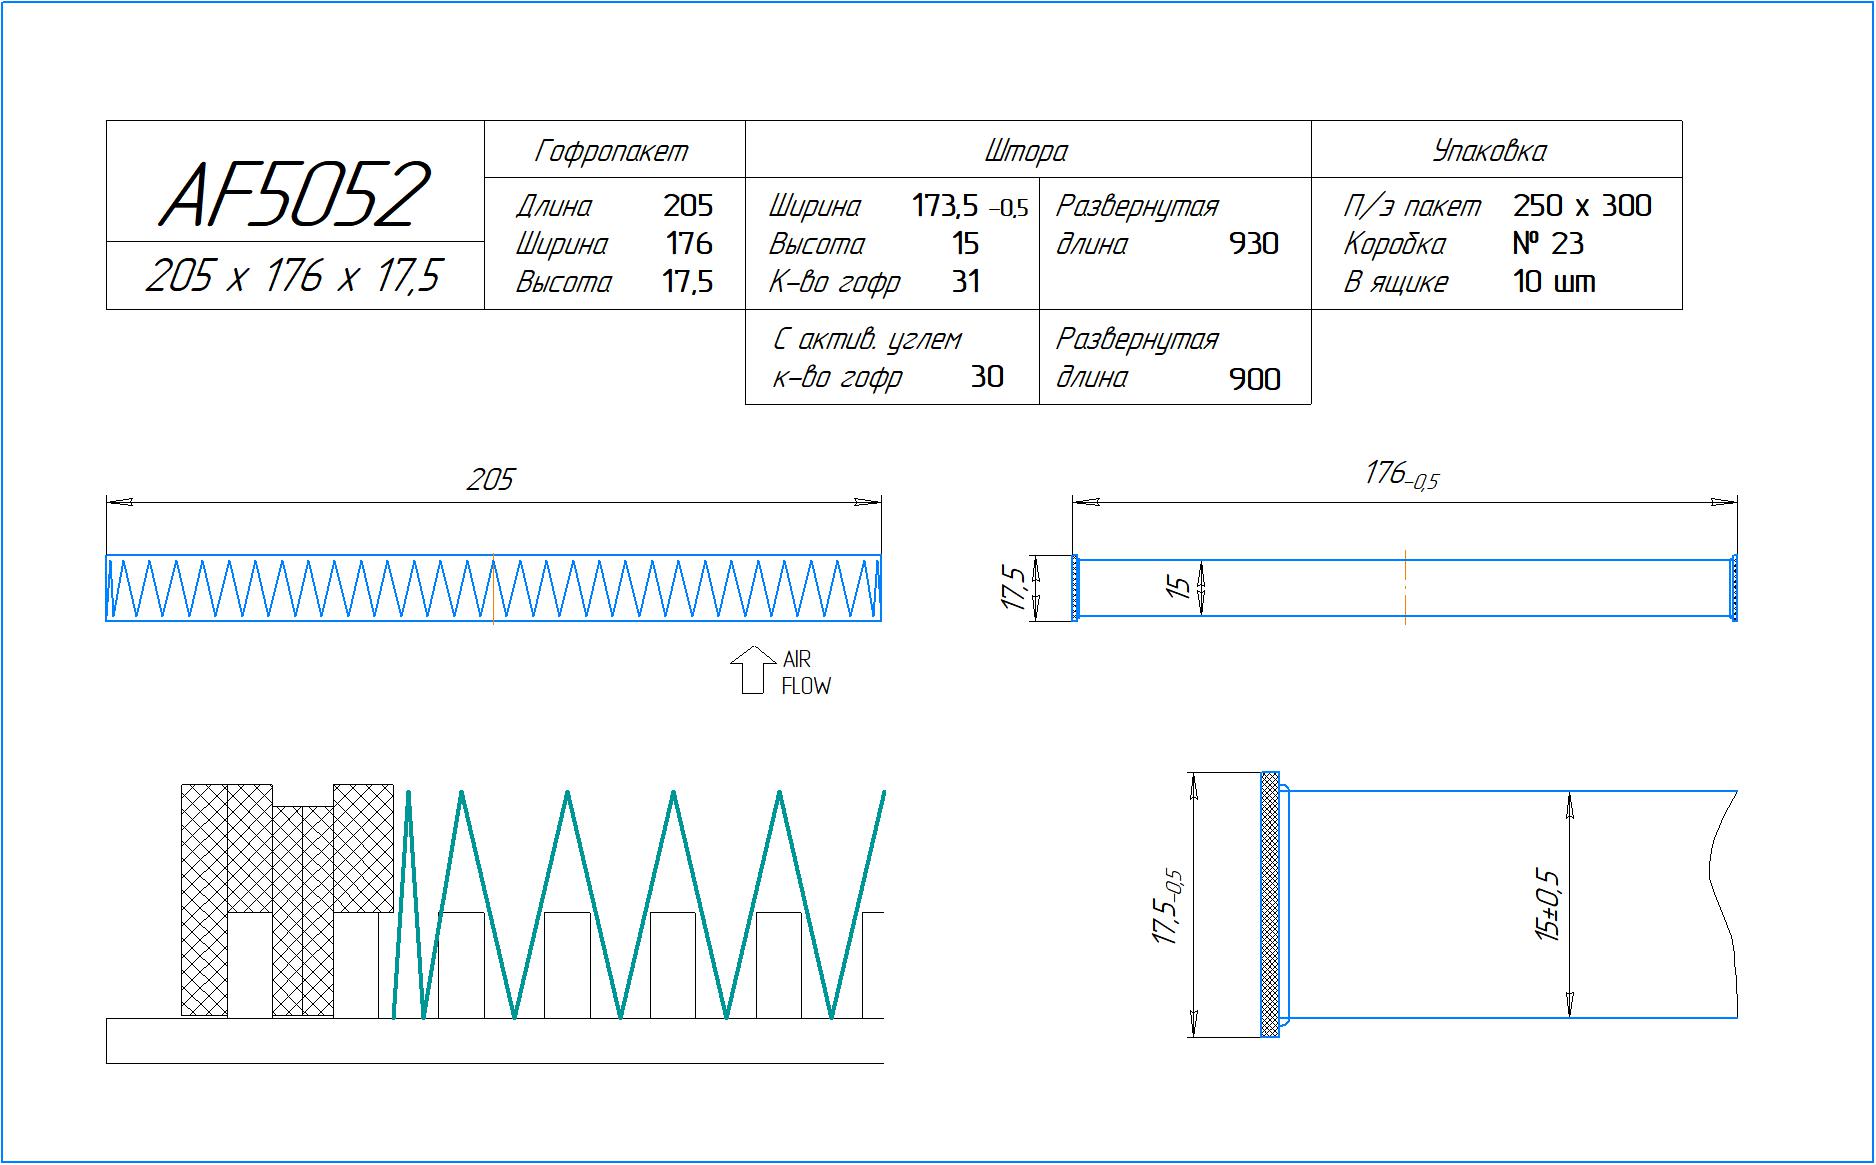 AF5052
205 х 176 х 17,5
Гофропакет
Длина 205
Ширина 176
Высота 17,5
Штора
Ширина 173,5 –0,5
Высота 15
К-во гофр 31
Развернутая
длина 930
С актив. углем
к-во гофр 30
Развернутая
длина 900
Упаковка
П/э пакет 250 х 300
Коробка № 23
В ящике 10 шт
205
176–0,5
17,5
15
AIR
FLOW
17,5–0,5
15±0,5